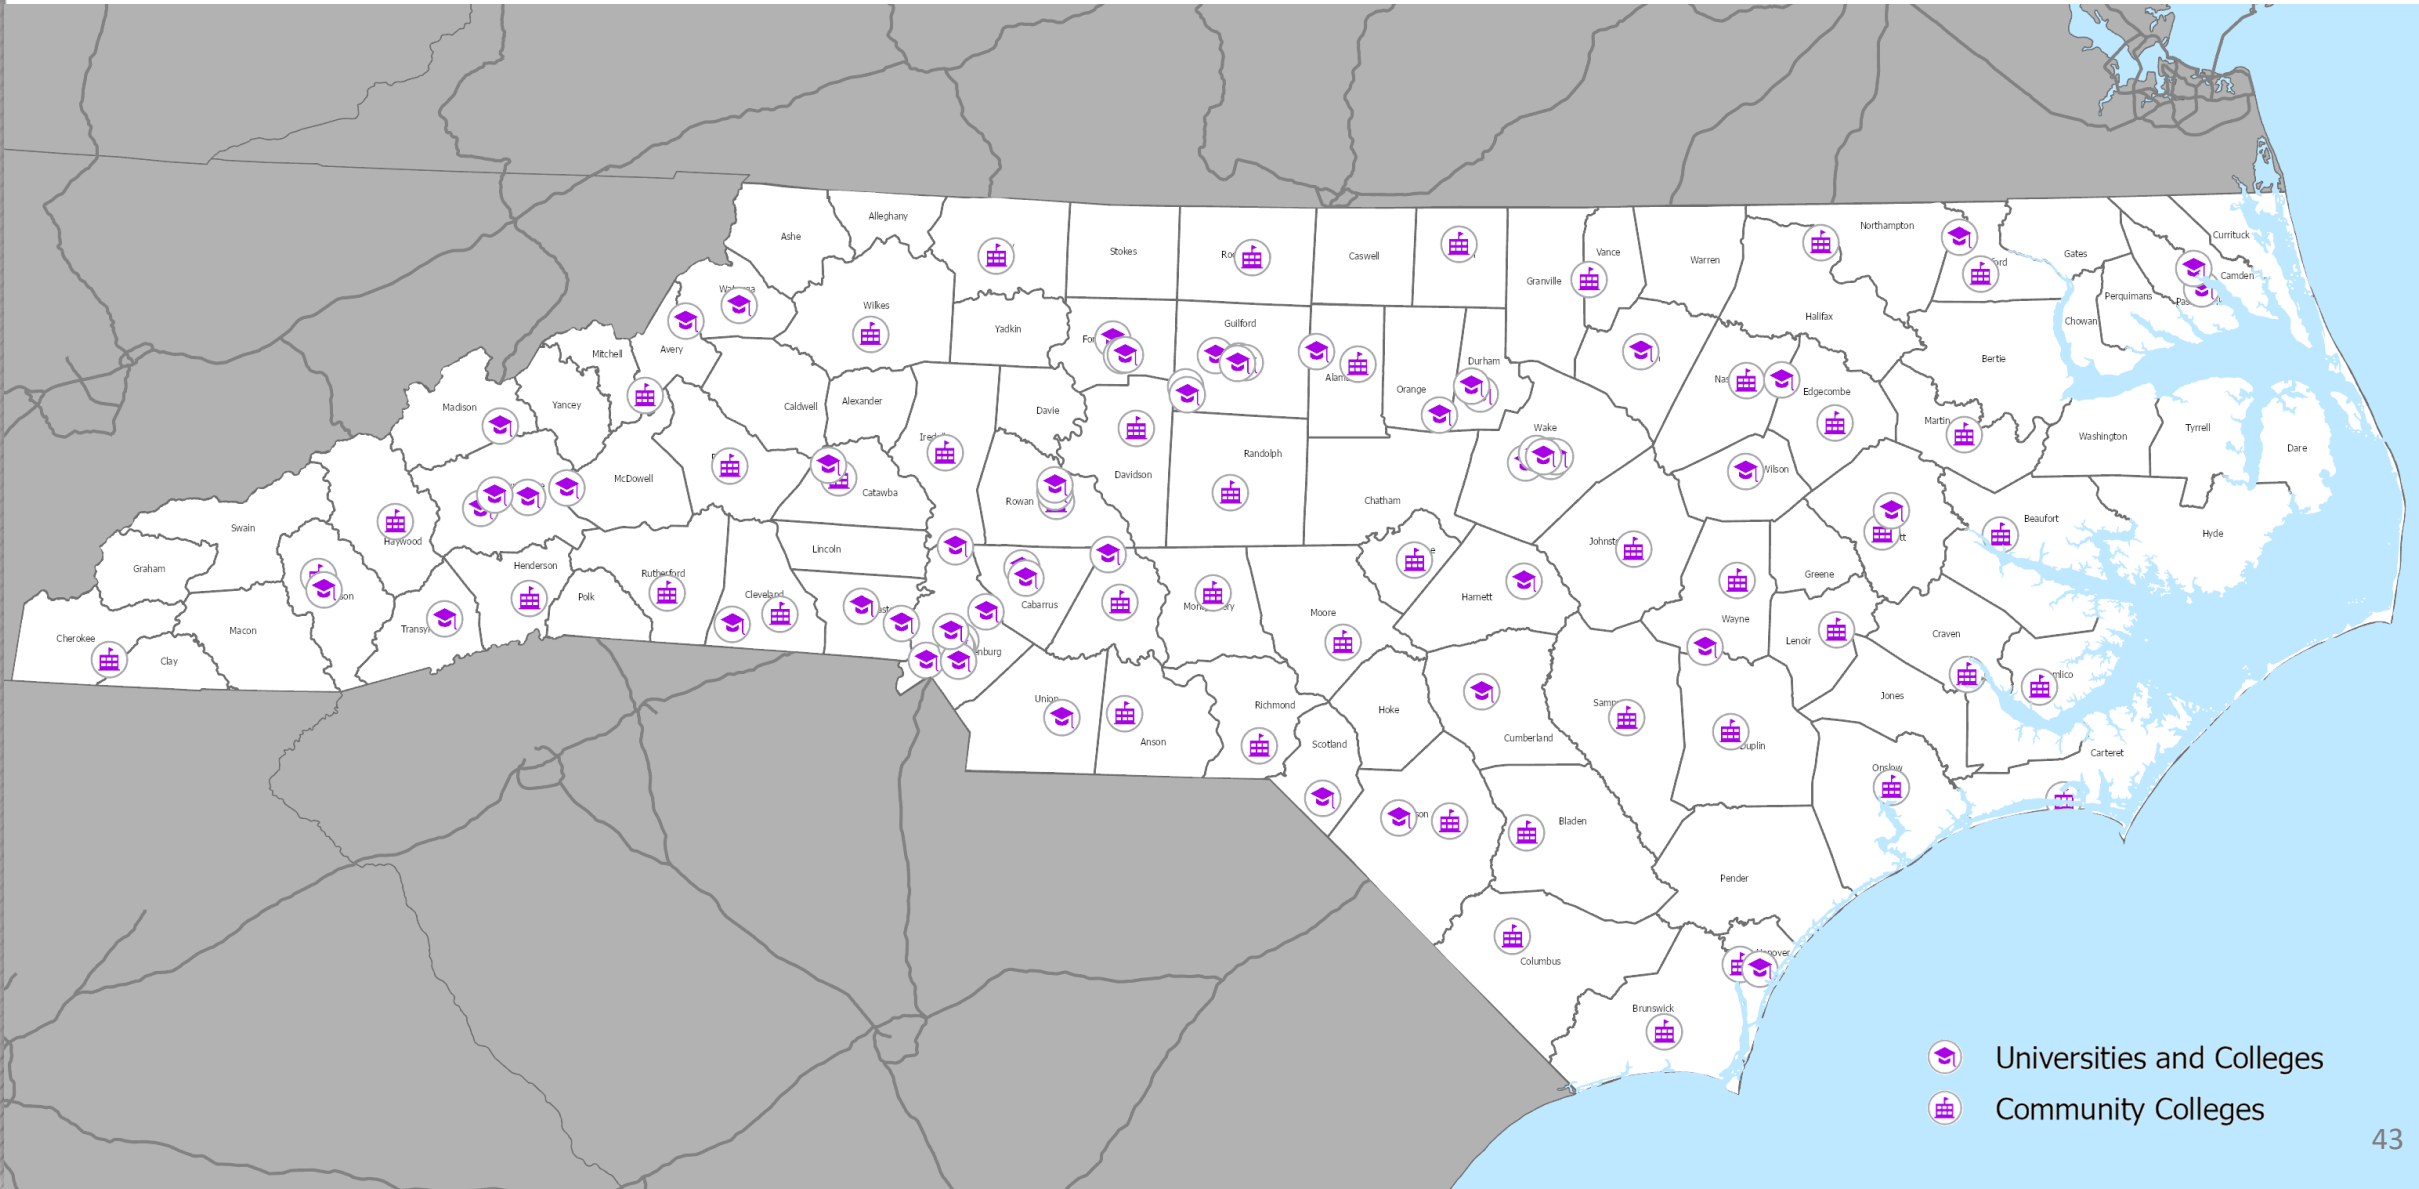 Alleghany
Ashe
Northampton
Currituck
Stokes
Caswell
Vance
Warren
Gates
Camden
Granville
Perquimans
Wilkes
Halifax
Chowan
Guilford
Yadkin
Avery
Mitchell
Durham
Bertie
Orange
Edgecombe
Madison
Yancey
Caldwell
Alexander
Davie
Martin
Wake
Tyrrell
Washington
Dare
Randolph
Wilson
McDowell
Catawba
Davidson
Rowan
Chatham
Beaufort
Swain
Haywood
Hyde
Lincoln
Graham
Henderson
Rutherford
Greene
Polk
Cleveland
Cabarrus
Harnett
Moore
Wayne
Macon
Cherokee
Clay
Lenoir
Craven
Union
Jones
Richmond
Hoke
Anson
Scotland
Cumberland
Carteret
Onslow
Bladen
Pender
Columbus
Brunswick
Universities and Colleges
Community Colleges
43